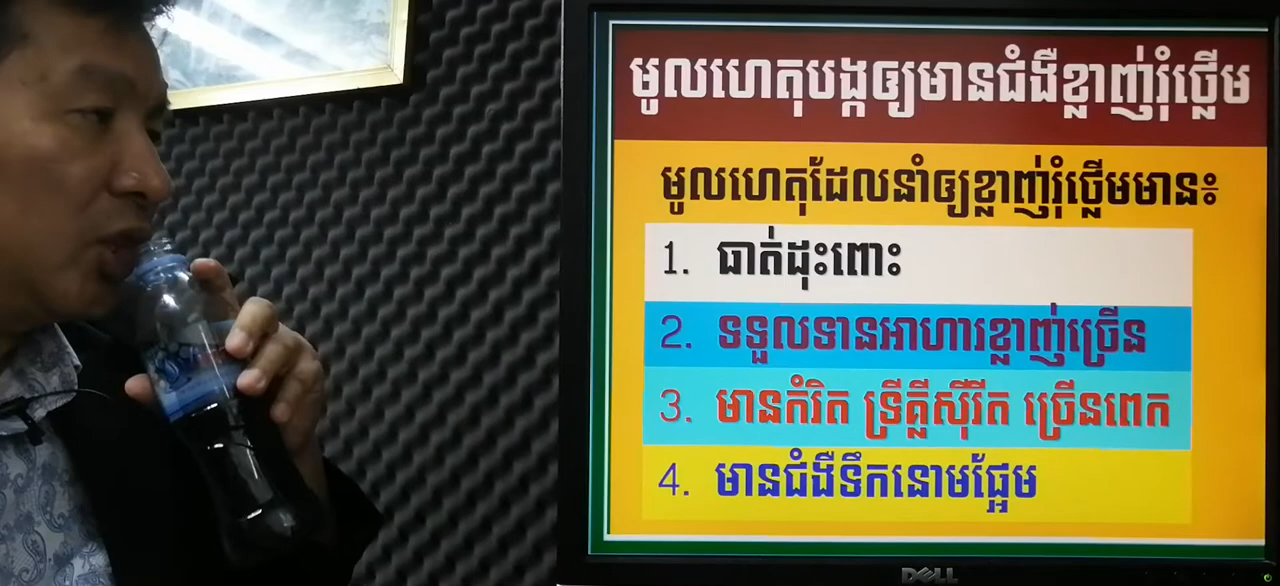 មូលហេតុបង្កឲ្យមានជំងឺខ្លាញ់រុំថ្លើម
មូលហេតុដែលនាំឲ្យខ្លាញ់រុំថ្លើមមាន៖
1. ធាត់ដុះពោះ
2. ទទួលទានអាហារខ្លាញ់ច្រើន
3. មានកំរិត ទ្រីគ្លីស៊ីរីត ច្រើនពេក
4. មានជំងឺទឹកនោមផ្អែម
DELL